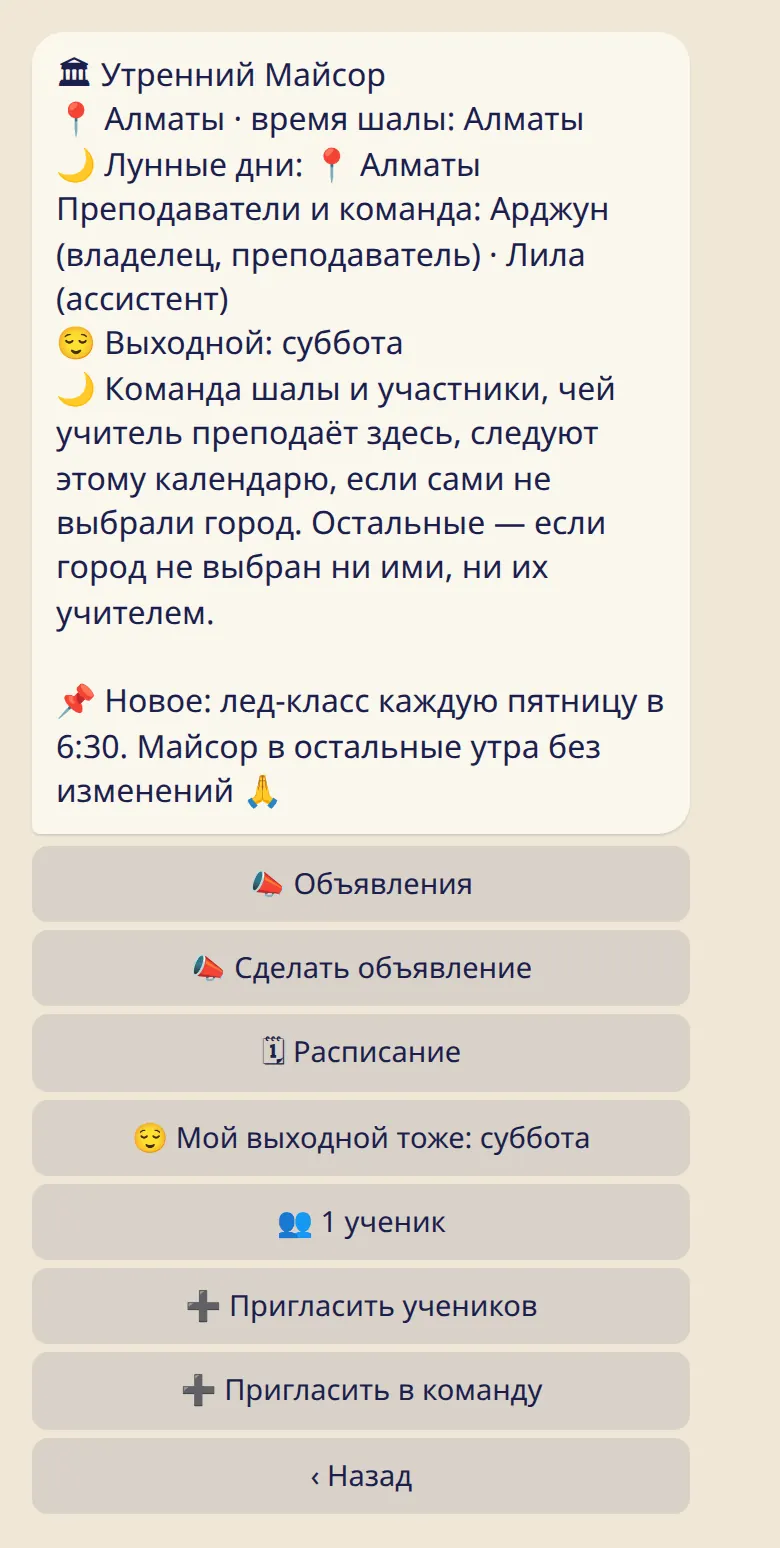 🏛 Утренний Майсор
📍 Алматы · время шалы: Алматы
🌙 Лунные дни: 📍 Алматы
Преподаватели и команда: Арджун
(владелец, преподаватель) · Лила
(ассистент)
😌 Выходной: суббота
🌙 Команда шалы и участники, чей
учитель преподаёт здесь, следуют
этому календарю, если сами не
выбрали город. Остальные — если
город не выбран ни ими, ни их
учителем.
📌 Новое: лед-класс каждую пятницу в
6:30. Майсор в остальные утра без
изменений 🙏
📣 Объявления
📣 Сделать объявление
🗓 Расписание
😌 Мой выходной тоже: суббота
👥 1 ученик
➕ Пригласить учеников
➕ Пригласить в команду
‹ Назад